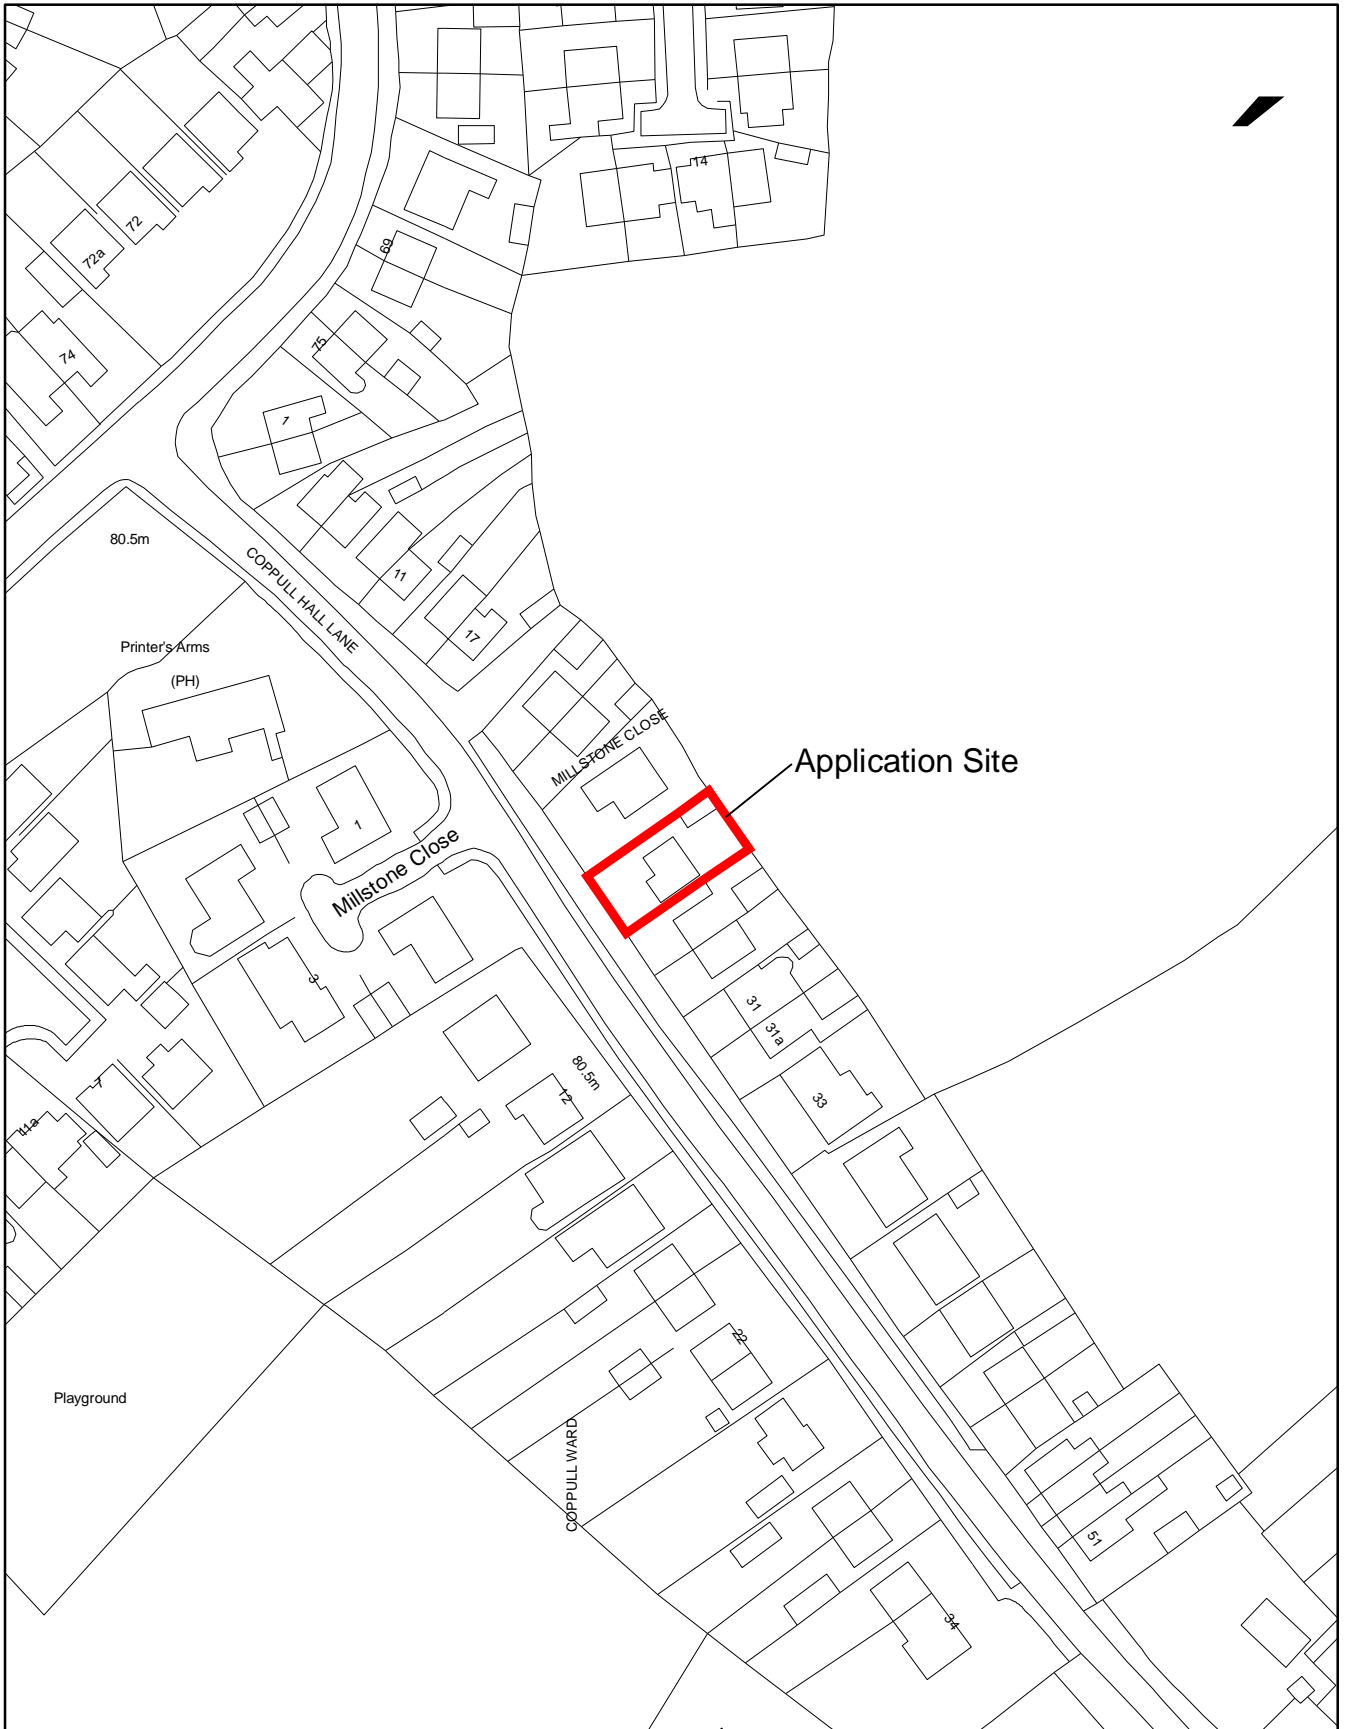 14
69
72
72a
75
74
1
80.5m
COPPULL HALL LANE
11
17
Printer's Arms
(PH)
MILLSTONE CLOSE
Application Site
1
Millstone Close
3
31
31a
80.5m
12
33
7
11a
22
Playground
COPPULL WARD
51
34